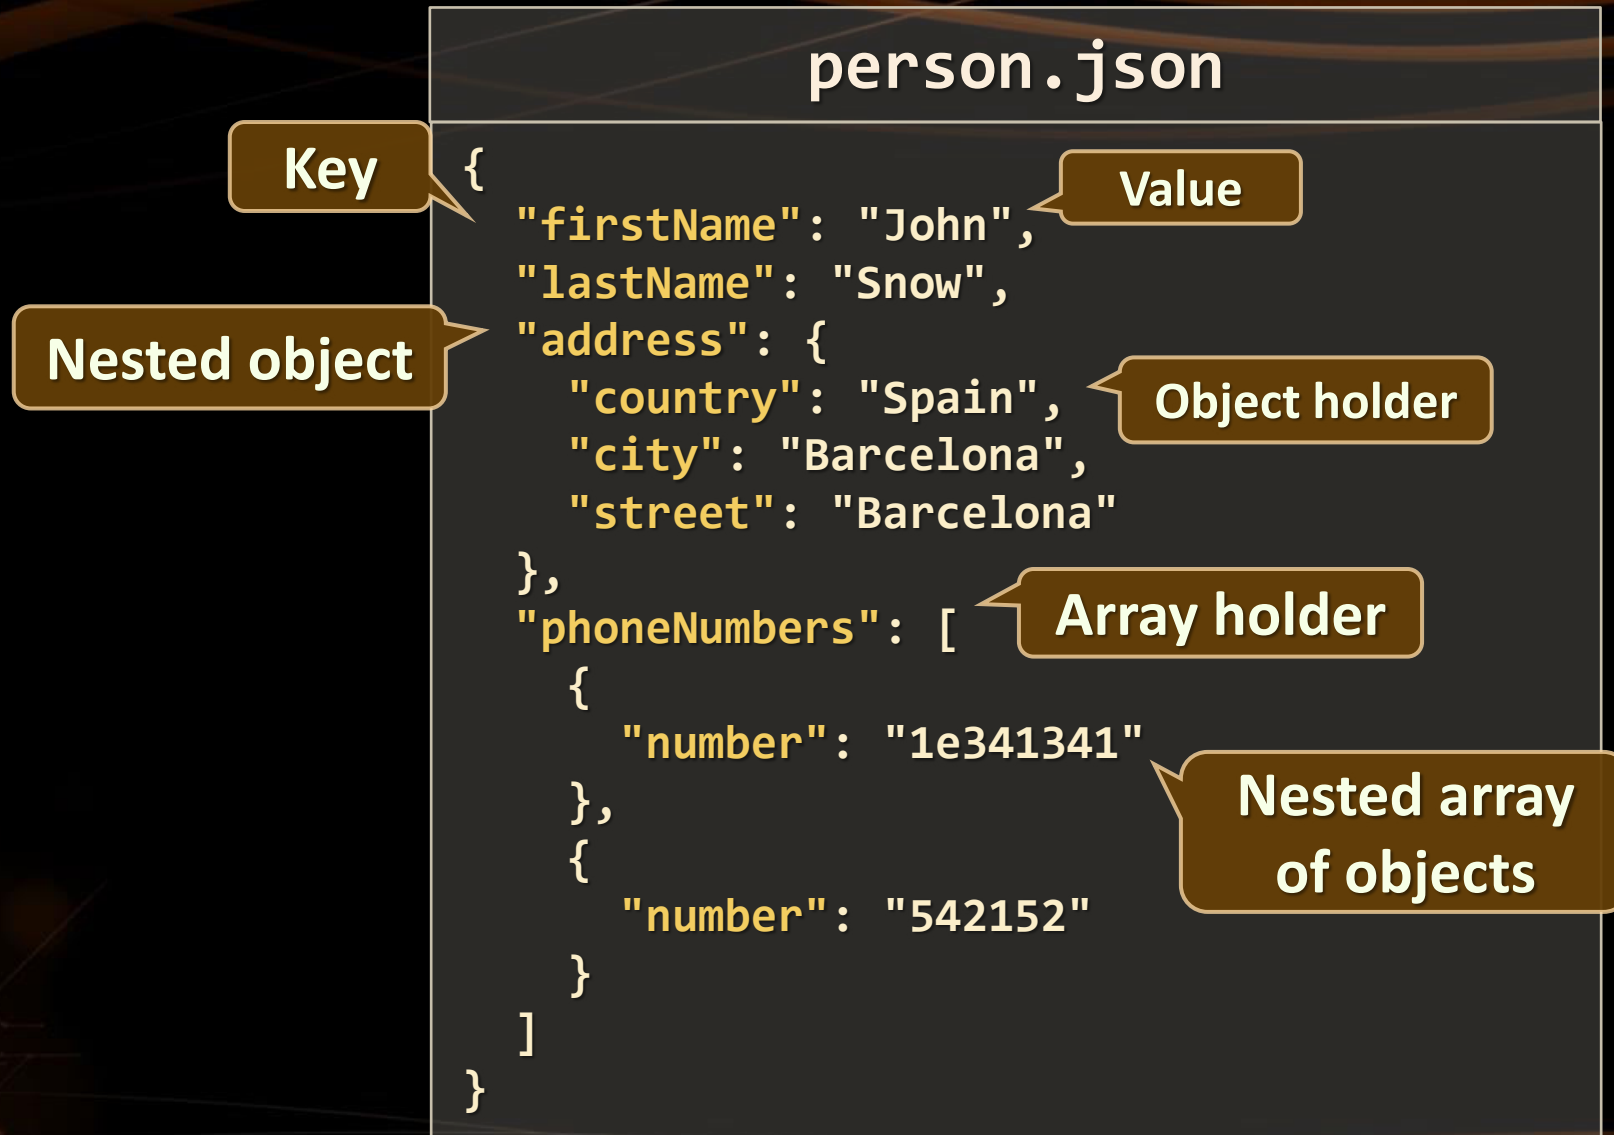 person.json
Key
{
Value
"firstName": "John",
"lastName": "Snow",
Nested object
"address": {
"country": "Spain",
Object holder
"city": "Barcelona",
"street": "Barcelona"
},
Array holder
"phoneNumbers": [
{
"number": "1e341341"
Nested array
of objects
},
{
"number": "542152"
}
]
}